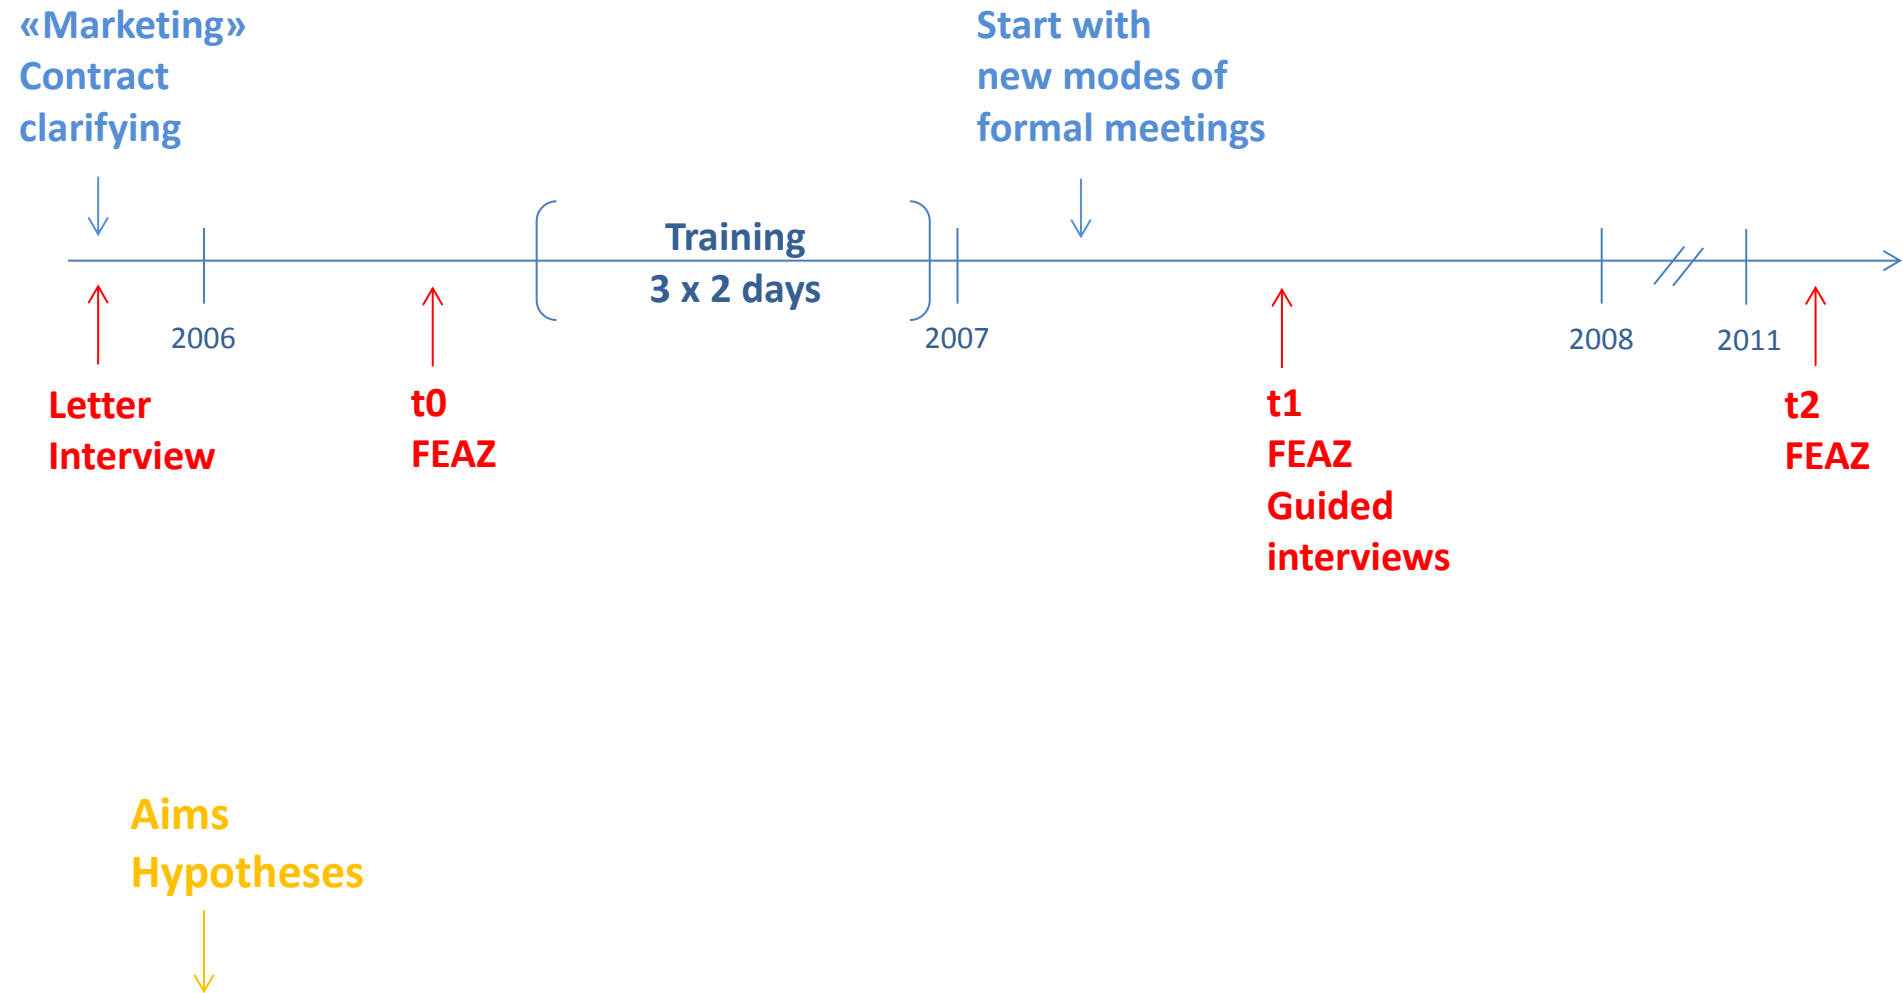 «Marketing»
Contract
clarifying
Start with
new modes of
formal meetings
Training
3 x 2 days
2006
2007
2008
2011
Letter
Interview
t0
FEAZ
t1
FEAZ
Guided
interviews
t2
FEAZ
Aims
Hypotheses